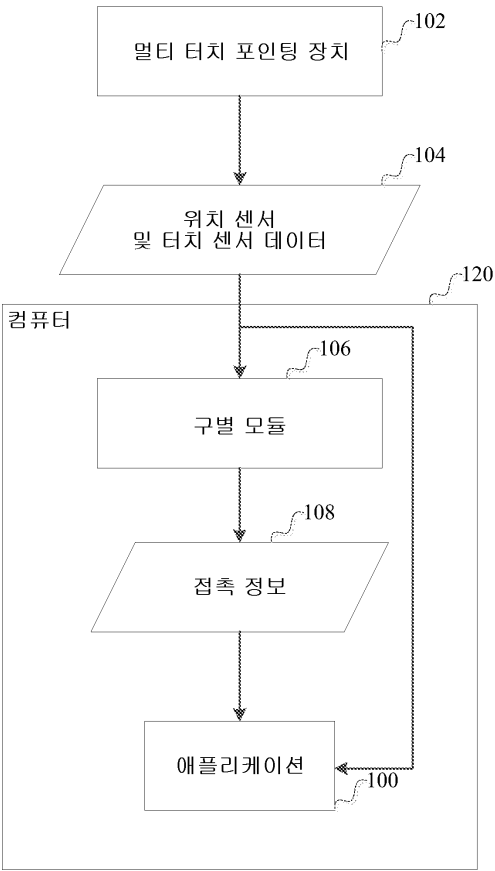 102
멀티 터치 포인팅 장치
104
위치 센서
및 터치 센서 데이터
120
컴퓨터
106
구별 모듈
108
접촉 정보
애플리케이션
100